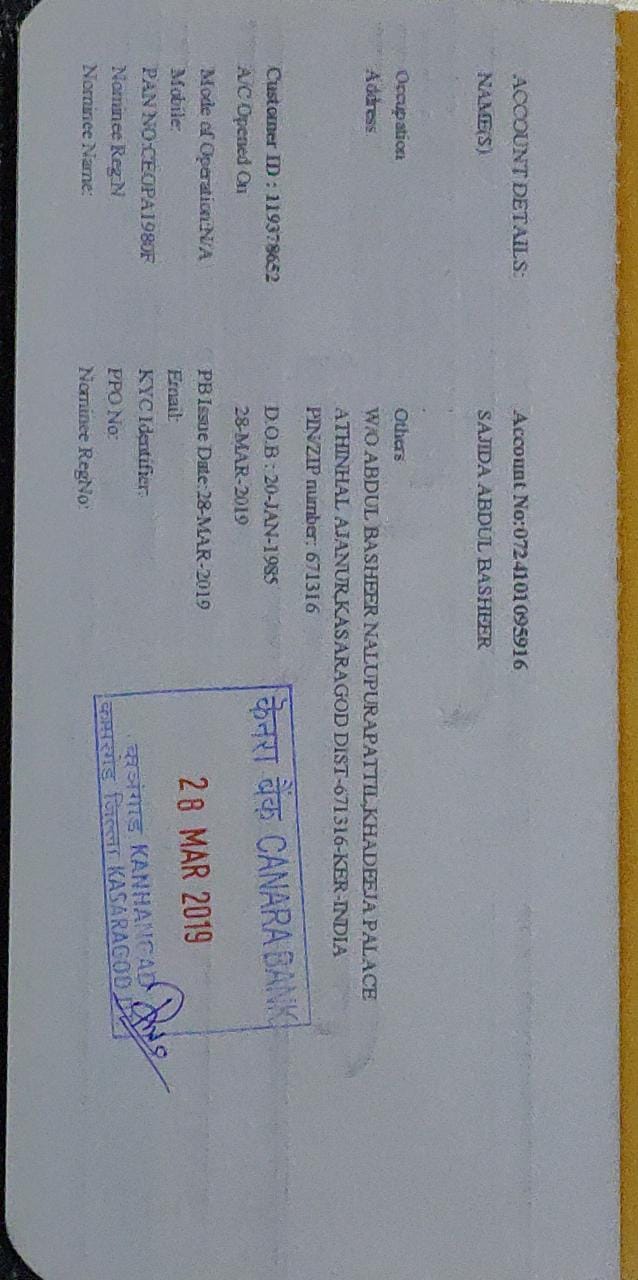 ACCOUNT DETAILS: Account No:0724101095916
NAME(S) SAJIDA ABDUL BASHEER
Occupation Others
Address W/O ABDUL BASHEER NALUPURAPATTIL,KHADEEJA PALACE
ATHINHAL AJANUR,KASARAGOD DIST-671316-KER-INDIA
PIN/ZIP number: 671316
Customer ID : 119378652 D.O.B : 20-JAN-1985
A/C Opened On 28-MAR-2019
Mode of Operation:N/A PB Issue Date:28-MAR-2019
Mobile: Email:
PAN NO:CEOPA1980F KYC Identifier:
Nominee Reg:N PPO No:
Nominee Name: Nominee RegNo:
केनरा बैंक CANARA BANK
28 MAR 2019
कांजंगाड KANHANGAD
कासरगोड जिल्ला KASARAGOD